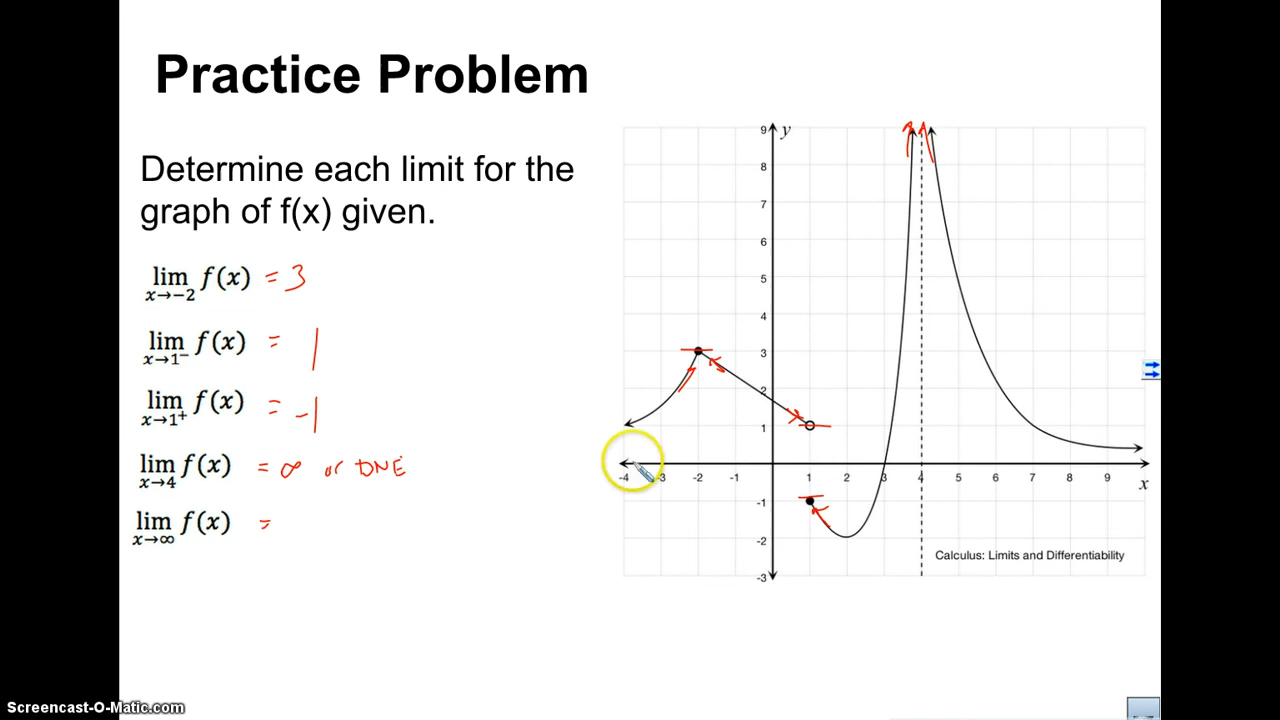 Practice Problem
Determine each limit for the
graph of f(x) given.
lim x→−2 f(x) = 3
lim x→1⁻ f(x) = 1
lim x→1⁺ f(x) = -1
lim x→4 f(x) = ∞ or DNE
lim x→∞ f(x) =
y
9
8
7
6
5
4
3
2
1
-4 -3 -2 -1 1 2 3 4 5 6 7 8 9
x
-1
-2
-3
Calculus: Limits and Differentiability
Screencast-O-Matic.com